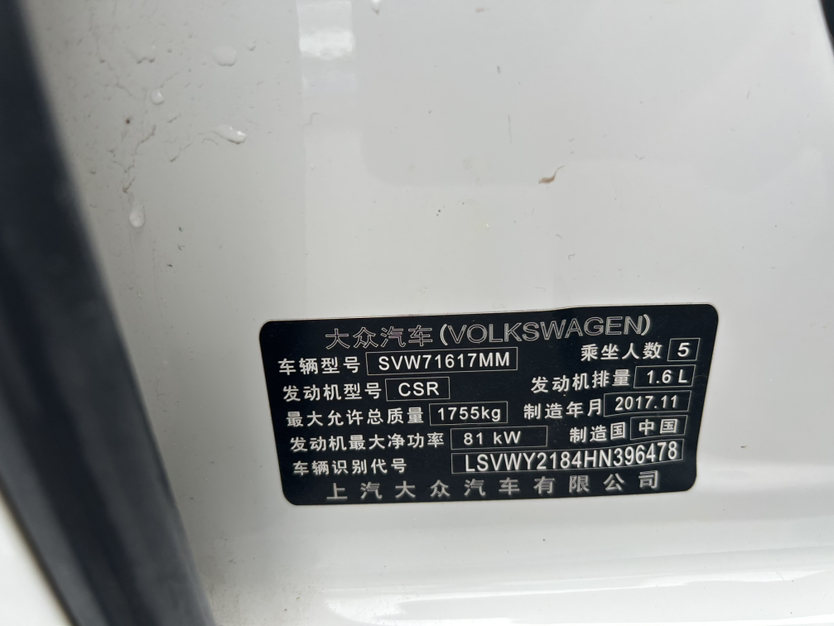 大众汽车(VOLKSWAGEN)
车辆型号 SVW71617MM 乘坐人数 5
发动机型号 CSR 发动机排量 1.6 L
最大允许总质量 1755kg 制造年月 2017.11
发动机最大净功率 81 kW 制造国 中国
车辆识别代号 LSVWY2184HN396478
上汽大众汽车有限公司